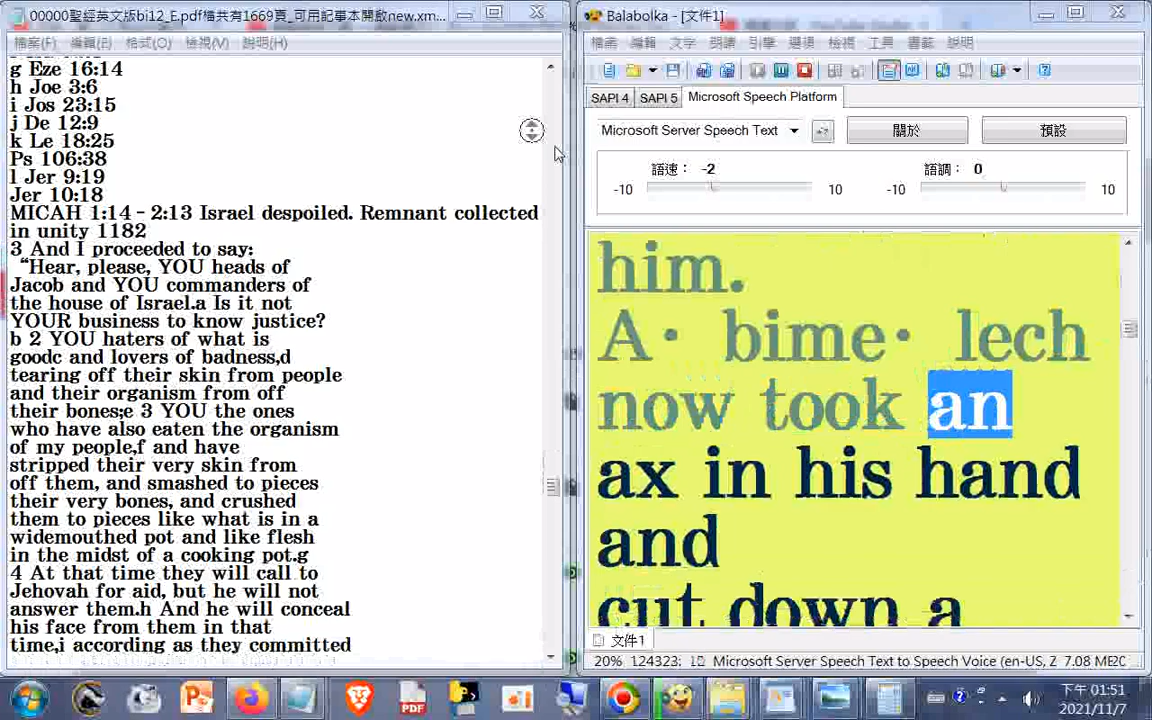 00000聖經英文版bi12_E.pdf檔共有1669頁_可用記事本開啟new.xm...
檔案(F) 編輯(E) 格式(O) 檢視(V) 說明(H)
g Eze 16:14
h Joe 3:6
i Jos 23:15
j De 12:9
k Le 18:25
Ps 106:38
l Jer 9:19
Jer 10:18
MICAH 1:14 – 2:13 Israel despoiled. Remnant collected
in unity 1182
3 And I proceeded to say:
“Hear, please, YOU heads of
Jacob and YOU commanders of
the house of Israel.a Is it not
YOUR business to know justice?
b 2 YOU haters of what is
goodc and lovers of badness,d
tearing off their skin from people
and their organism from off
their bones;e 3 YOU the ones
who have also eaten the organism
of my people,f and have
stripped their very skin from
off them, and smashed to pieces
their very bones, and crushed
them to pieces like what is in a
widemouthed pot and like flesh
in the midst of a cooking pot.g
4 At that time they will call to
Jehovah for aid, but he will not
answer them.h And he will conceal
his face from them in that
time,i according as they committed
Balabolka - [文件1]
檔案 編輯 文字 朗讀 引擎 選項 檢視 工具 書籤 說明
SAPI 4 SAPI 5 Microsoft Speech Platform
Microsoft Server Speech Text 關於 預設
語速： -2 語調： 0
-10 10 -10 10
him.
A· bime· lech
now took an
ax in his hand
and
cut down a
文件1
20% 124323: Microsoft Server Speech Text to Speech Voice (en-US, Z 7.08 ME
PDF
下午 01:51
2021/11/7